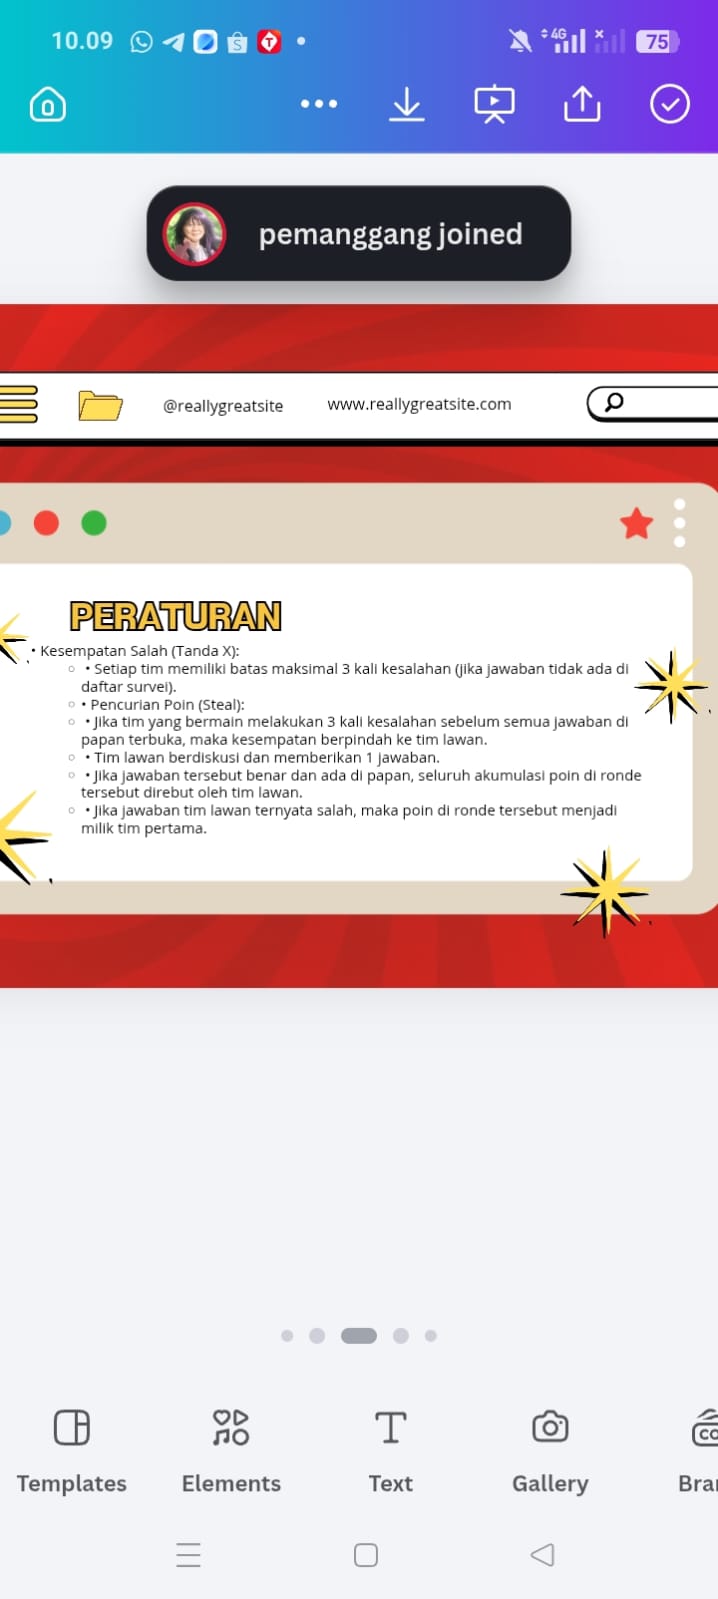 10.09
4G
75
pemanggang joined
@reallygreatsite
www.reallygreatsite.com
PERATURAN
• Kesempatan Salah (Tanda X):
• Setiap tim memiliki batas maksimal 3 kali kesalahan (jika jawaban tidak ada di
daftar survei).
• Pencurian Poin (Steal):
• Jika tim yang bermain melakukan 3 kali kesalahan sebelum semua jawaban di
papan terbuka, maka kesempatan berpindah ke tim lawan.
• Tim lawan berdiskusi dan memberikan 1 jawaban.
• Jika jawaban tersebut benar dan ada di papan, seluruh akumulasi poin di ronde
tersebut direbut oleh tim lawan.
• Jika jawaban tim lawan ternyata salah, maka poin di ronde tersebut menjadi
milik tim pertama.
Templates
Elements
Text
Gallery
Bra